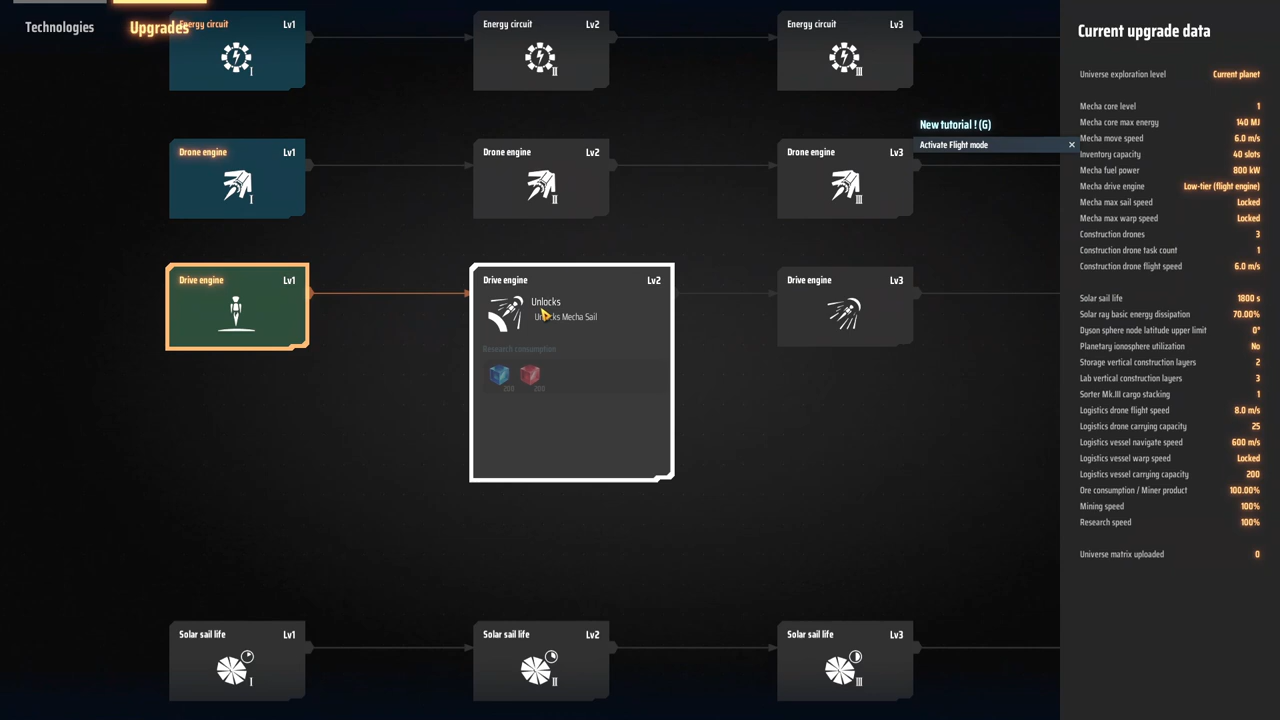 Technologies
Upgrades
Energy circuit Lv1
I
Energy circuit Lv2
II
Energy circuit Lv3
III
Drone engine Lv1
I
Drone engine Lv2
II
Drone engine Lv3
III
New tutorial ! (G)
Activate Flight mode ×
Drive engine Lv1
Drive engine Lv2
Unlocks
Unlocks Mecha Sail
Research consumption
200 200
Drive engine Lv3
Solar sail life Lv1
I
Solar sail life Lv2
II
Solar sail life Lv3
III
Current upgrade data
Universe exploration level Current planet
Mecha core level 1
Mecha core max energy 140 MJ
Mecha move speed 6.0 m/s
Inventory capacity 40 slots
Mecha fuel power 800 kW
Mecha drive engine Low-tier (flight engine)
Mecha max sail speed Locked
Mecha max warp speed Locked
Construction drones 3
Construction drone task count 1
Construction drone flight speed 6.0 m/s
Solar sail life 1800 s
Solar ray basic energy dissipation 70.00%
Dyson sphere node latitude upper limit 0°
Planetary ionosphere utilization No
Storage vertical construction layers 2
Lab vertical construction layers 3
Sorter Mk.III cargo stacking 1
Logistics drone flight speed 8.0 m/s
Logistics drone carrying capacity 25
Logistics vessel navigate speed 600 m/s
Logistics vessel warp speed Locked
Logistics vessel carrying capacity 200
Ore consumption / Miner product 100.00%
Mining speed 100%
Research speed 100%
Universe matrix uploaded 0